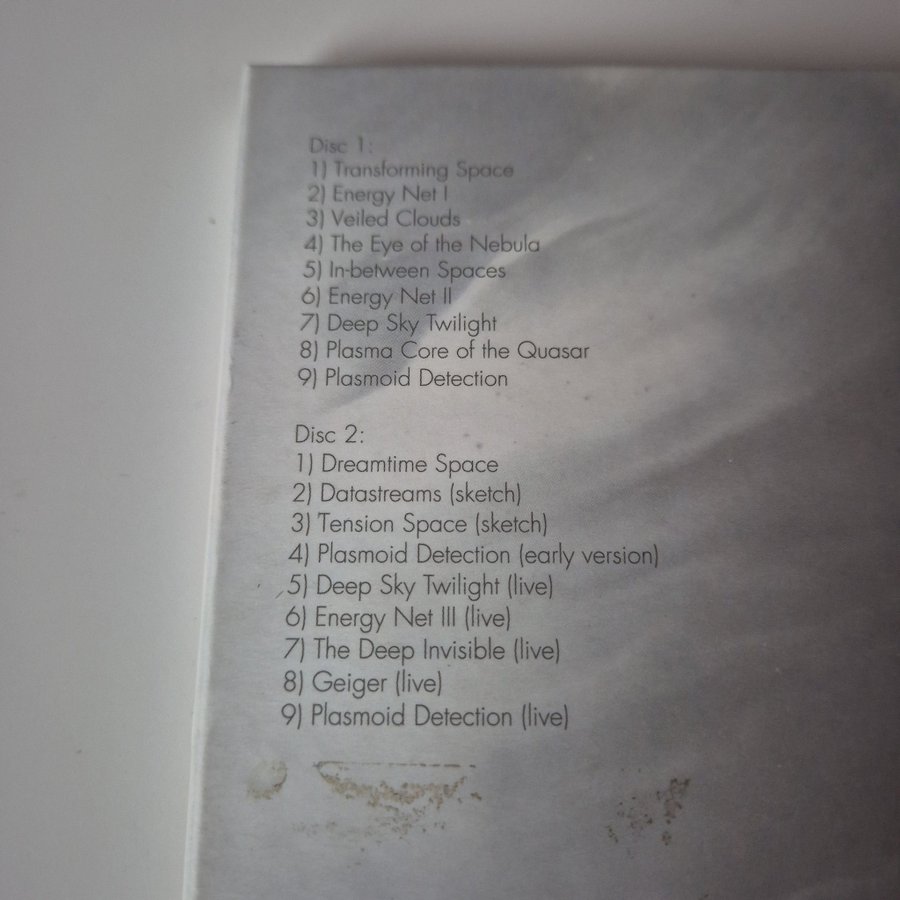 Disc 1:
1) Transforming Space
2) Energy Net I
3) Veiled Clouds
4) The Eye of the Nebula
5) In-between Spaces
6) Energy Net II
7) Deep Sky Twilight
8) Plasma Core of the Quasar
9) Plasmoid Detection
Disc 2:
1) Dreamtime Space
2) Datastreams (sketch)
3) Tension Space (sketch)
4) Plasmoid Detection (early version)
5) Deep Sky Twilight (live)
6) Energy Net III (live)
7) The Deep Invisible (live)
8) Geiger (live)
9) Plasmoid Detection (live)